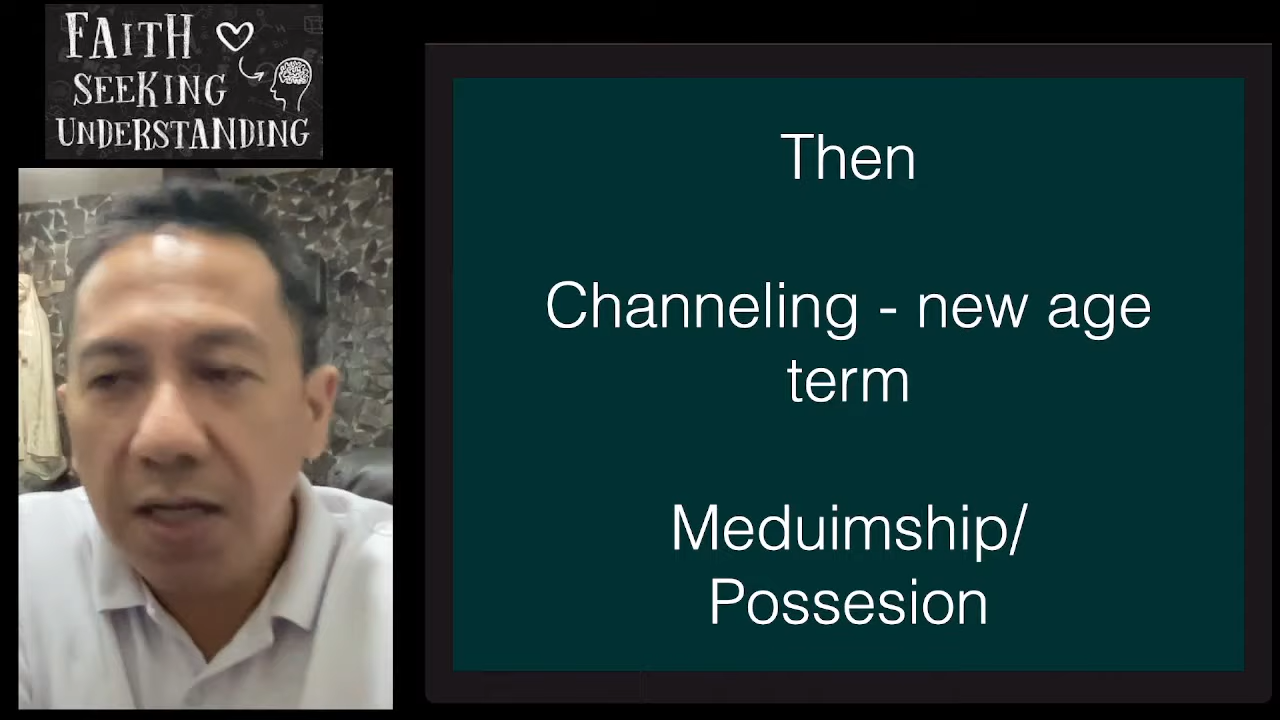 FAITH
SEEKING
UNDERSTANDING
Then
Channeling - new age
term
Meduimship/
Possesion